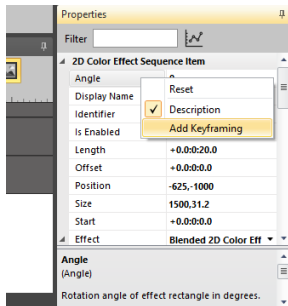 Properties
Filter
2D Color Effect Sequence Item
Angle
Reset
Display Name
Description
Identifier
Is Enabled
Add Keyframing
Length +0.0:0:20.0
Offset +0.0:0:0.0
Position -625,-1000
Size 1500,31.2
Start +0.0:0:0.0
Effect Blended 2D Color Eff
Angle
(Angle)
Rotation angle of effect rectangle in degrees.